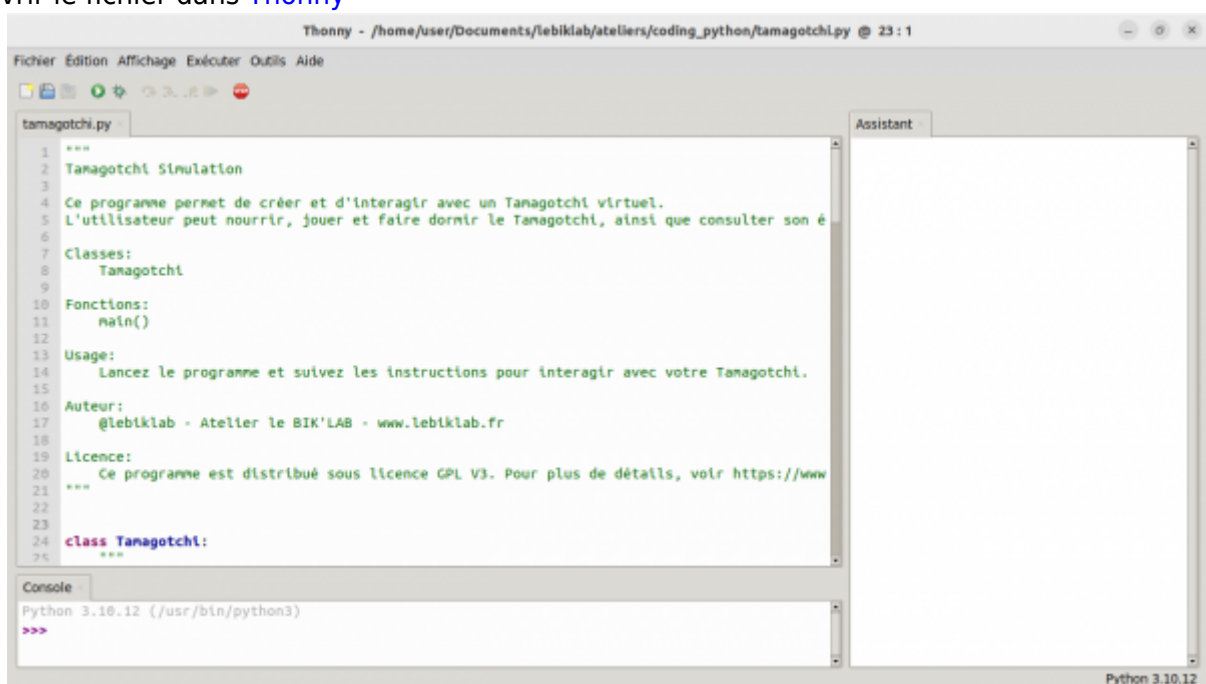 le fichier dans Thonny
Thonny - /home/user/Documents/lebiklab/ateliers/coding_python/tamagotchi.py @ 23 : 1
Fichier Édition Affichage Exécuter Outils Aide
tamagotchi.py
Assistant
1 """
2 Tamagotchi Simulation
3
4 Ce programme permet de créer et d'interagir avec un Tamagotchi virtuel.
5 L'utilisateur peut nourrir, jouer et faire dormir le Tamagotchi, ainsi que consulter son é
6
7 Classes:
8 Tamagotchi
9
10 Fonctions:
11 main()
12
13 Usage:
14 Lancez le programme et suivez les instructions pour interagir avec votre Tamagotchi.
15
16 Auteur:
17 @lebiklab - Atelier le BIK'LAB - www.lebiklab.fr
18
19 Licence:
20 Ce programme est distribué sous licence GPL V3. Pour plus de détails, voir https://www
21 """
22
23
24 class Tamagotchi:
25 """
Console
Python 3.10.12 (/usr/bin/python3)
>>>
Python 3.10.12